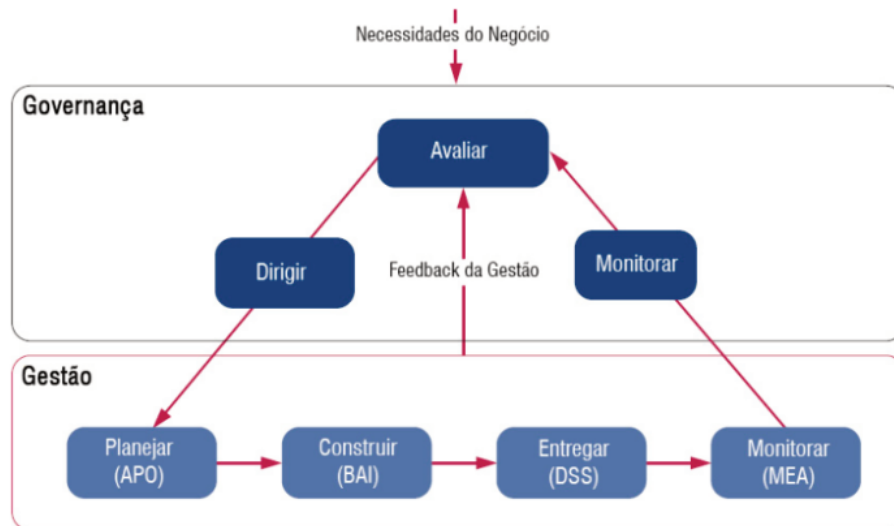 Necessidades do Negócio
Governança
Avaliar
Dirigir
Feedback da Gestão
Monitorar
Gestão
Planejar
(APO)
Construir
(BAI)
Entregar
(DSS)
Monitorar
(MEA)